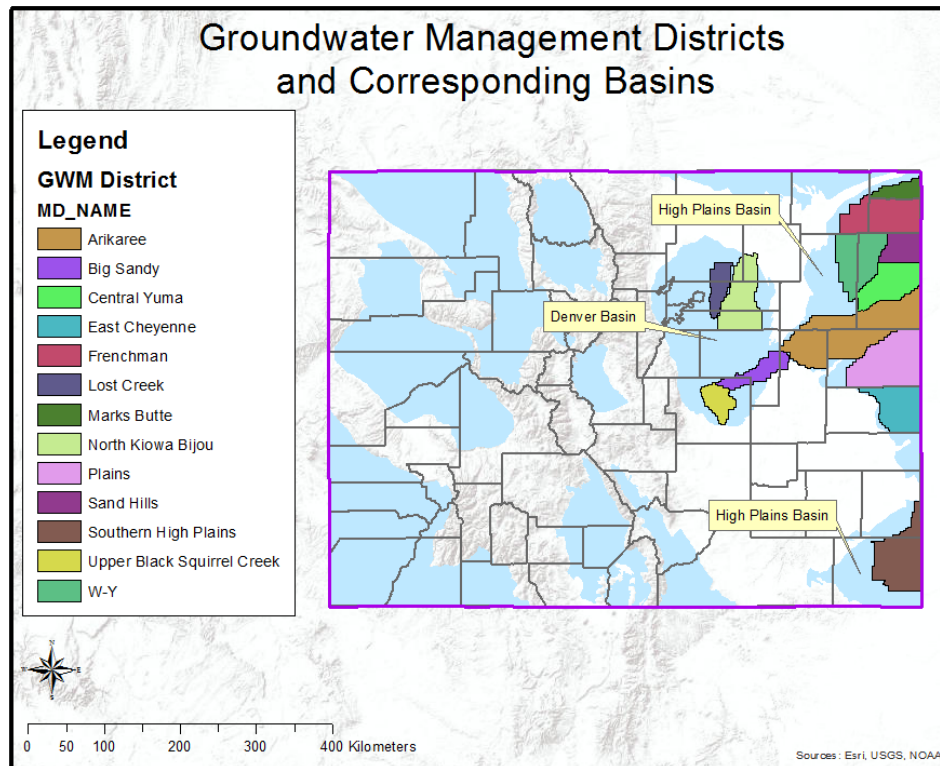 Groundwater Management Districts
and Corresponding Basins
Legend
GWM District
MD_NAME
Arikaree
Big Sandy
Central Yuma
East Cheyenne
Frenchman
Lost Creek
Marks Butte
North Kiowa Bijou
Plains
Sand Hills
Southern High Plains
Upper Black Squirrel Creek
W-Y
High Plains Basin
Denver Basin
High Plains Basin
N
W E
S
0 50 100 200 300 400 Kilometers
Sources: Esri, USGS, NOAA